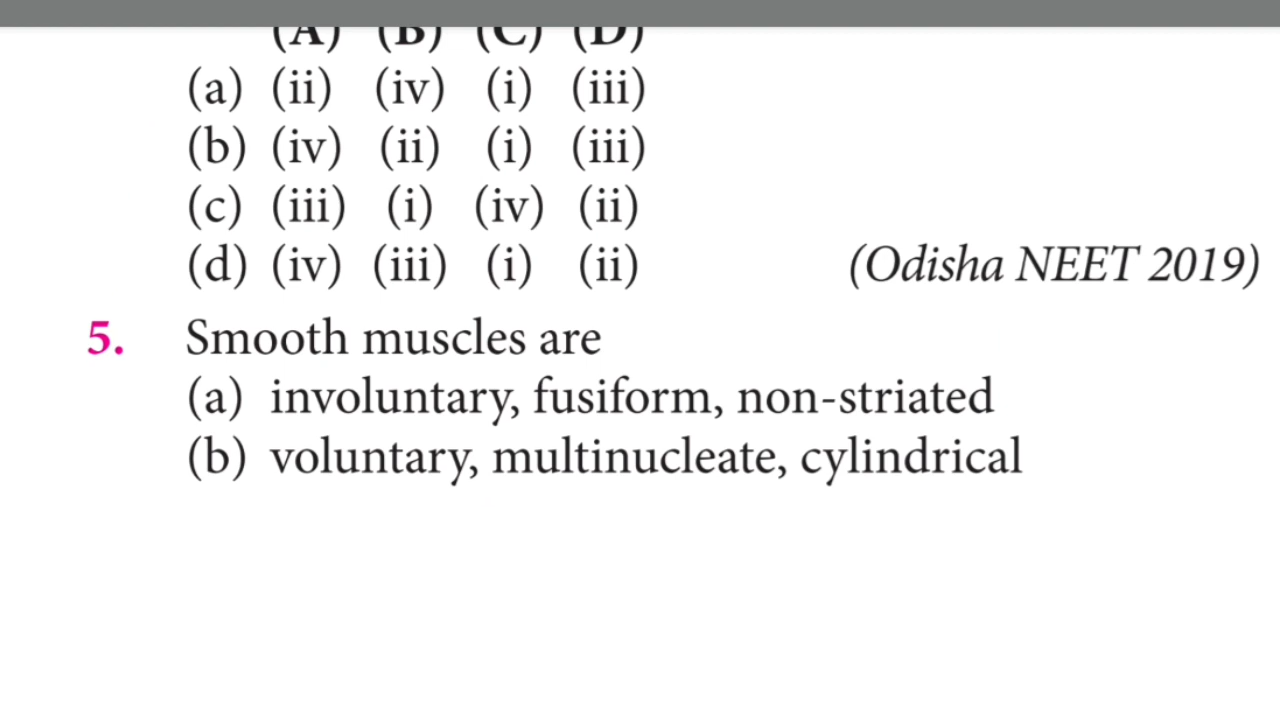 (A) (B) (C) (D)
(a) (ii) (iv) (i) (iii)
(b) (iv) (ii) (i) (iii)
(c) (iii) (i) (iv) (ii)
(d) (iv) (iii) (i) (ii) (Odisha NEET 2019)
5. Smooth muscles are
(a) involuntary, fusiform, non-striated
(b) voluntary, multinucleate, cylindrical